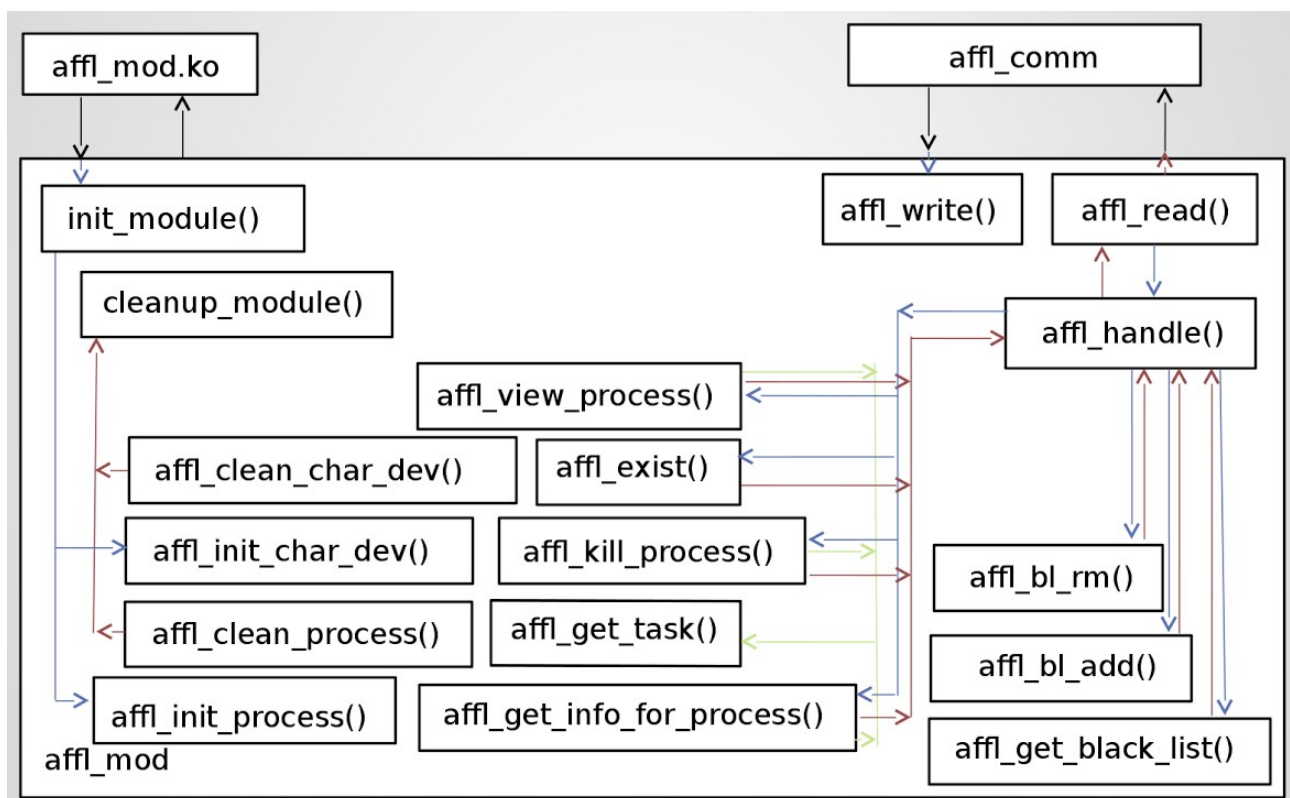 affl_mod.ko
affl_comm
init_module()
affl_write()
affl_read()
cleanup_module()
affl_handle()
affl_view_process()
affl_clean_char_dev()
affl_exist()
affl_init_char_dev()
affl_kill_process()
affl_bl_rm()
affl_clean_process()
affl_get_task()
affl_bl_add()
affl_init_process()
affl_get_info_for_process()
affl_get_black_list()
affl_mod